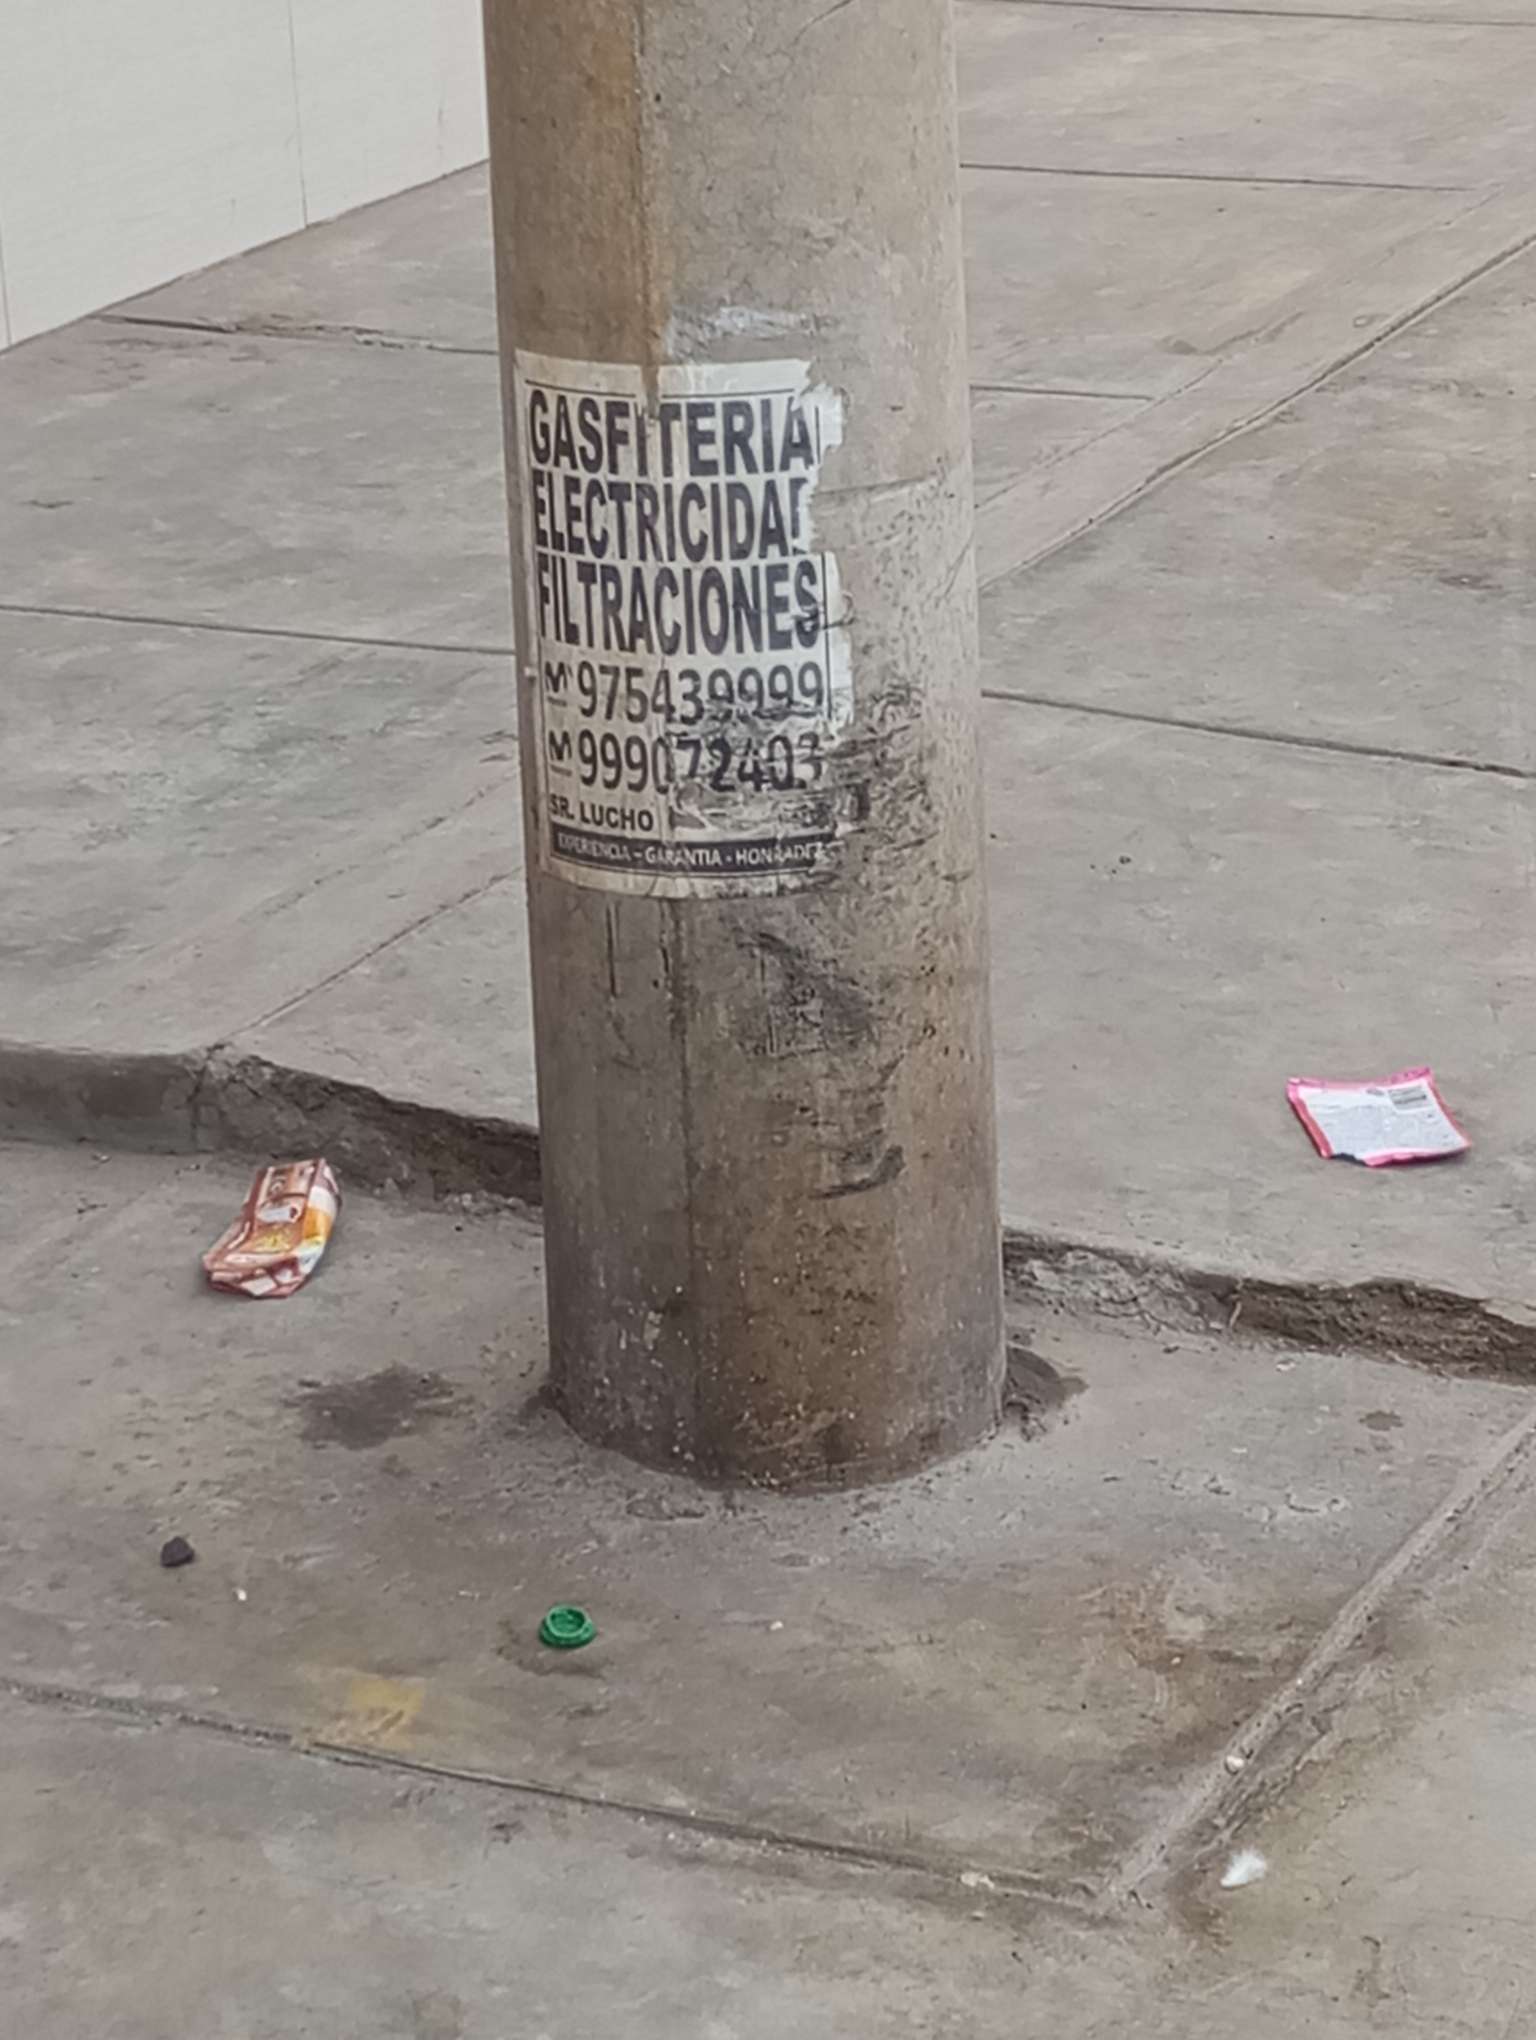 GASFITERIA
ELECTRICIDAD
FILTRACIONES
975439999
999072403
SR. LUCHO
EXPERIENCIA - GARANTIA - HONRADEZ